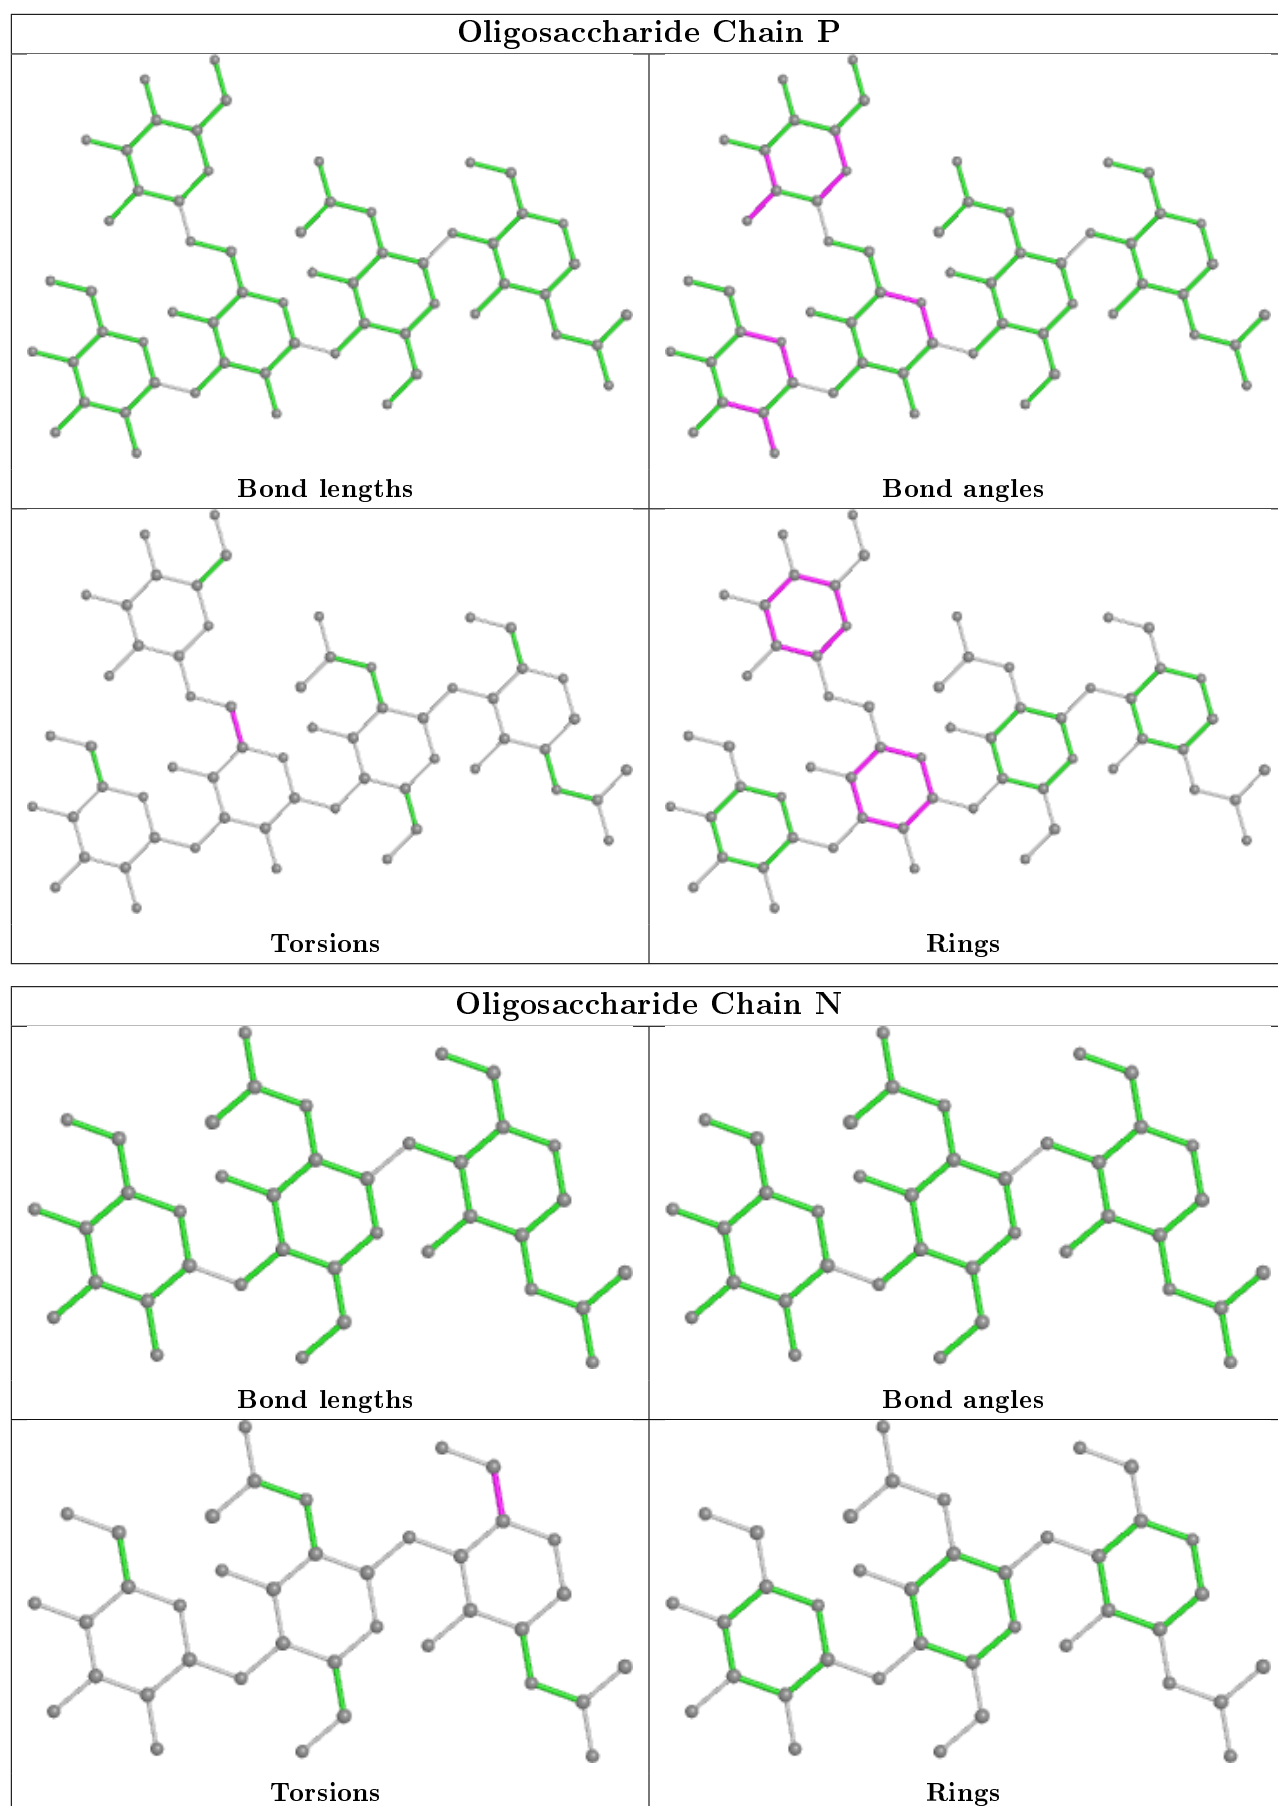 Oligosaccharide Chain P
Bond lengths
Bond angles
Torsions
Rings
Oligosaccharide Chain N
Bond lengths
Bond angles
Torsions
Rings